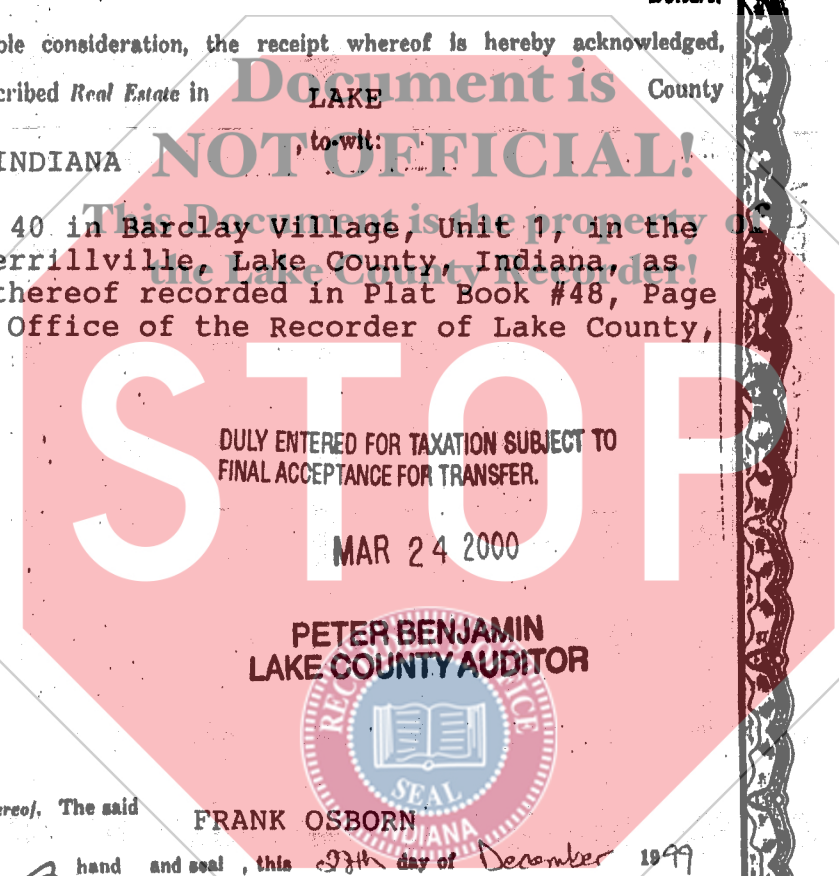 ble consideration, the receipt whereof is hereby acknowledged,
cribed Real Estate in LAKE County
INDIANA , to-wit:
40 in Barclay Village, Unit 1, in the
errillville, Lake County, Indiana, as
thereof recorded in Plat Book #48, Page
Office of the Recorder of Lake County,
Document is
NOT OFFICIAL!
This Document is the property of
the Lake County Recorder!
STOP
DULY ENTERED FOR TAXATION SUBJECT TO
FINAL ACCEPTANCE FOR TRANSFER.
MAR 24 2000
PETER BENJAMIN
LAKE COUNTY AUDITOR
SEAL
INDIANA
ereof, The said FRANK OSBORN
hand and seal , this 27th day of December 1999